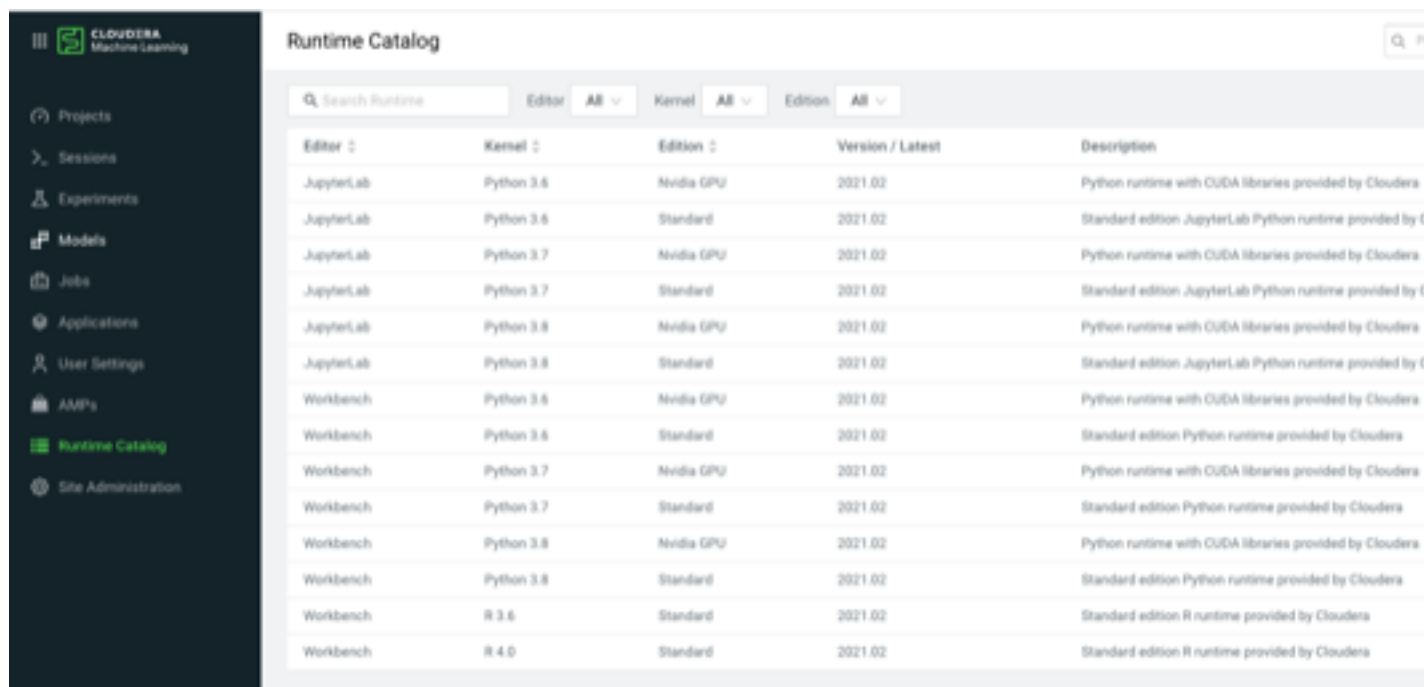 CLOUDERA
Machine Learning
Projects
Sessions
Experiments
Models
Jobs
Applications
User Settings
AMPs
Runtime Catalog
Site Administration
Runtime Catalog
Search Runtime Editor All Kernel All Edition All
Editor Kernel Edition Version / Latest Description
JupyterLab Python 3.6 Nvidia GPU 2021.02 Python runtime with CUDA libraries provided by Cloudera
JupyterLab Python 3.6 Standard 2021.02 Standard edition JupyterLab Python runtime provided by
JupyterLab Python 3.7 Nvidia GPU 2021.02 Python runtime with CUDA libraries provided by Cloudera
JupyterLab Python 3.7 Standard 2021.02 Standard edition JupyterLab Python runtime provided by
JupyterLab Python 3.8 Nvidia GPU 2021.02 Python runtime with CUDA libraries provided by Cloudera
JupyterLab Python 3.8 Standard 2021.02 Standard edition JupyterLab Python runtime provided by
Workbench Python 3.6 Nvidia GPU 2021.02 Python runtime with CUDA libraries provided by Cloudera
Workbench Python 3.6 Standard 2021.02 Standard edition Python runtime provided by Cloudera
Workbench Python 3.7 Nvidia GPU 2021.02 Python runtime with CUDA libraries provided by Cloudera
Workbench Python 3.7 Standard 2021.02 Standard edition Python runtime provided by Cloudera
Workbench Python 3.8 Nvidia GPU 2021.02 Python runtime with CUDA libraries provided by Cloudera
Workbench Python 3.8 Standard 2021.02 Standard edition Python runtime provided by Cloudera
Workbench R 3.6 Standard 2021.02 Standard edition R runtime provided by Cloudera
Workbench R 4.0 Standard 2021.02 Standard edition R runtime provided by Cloudera